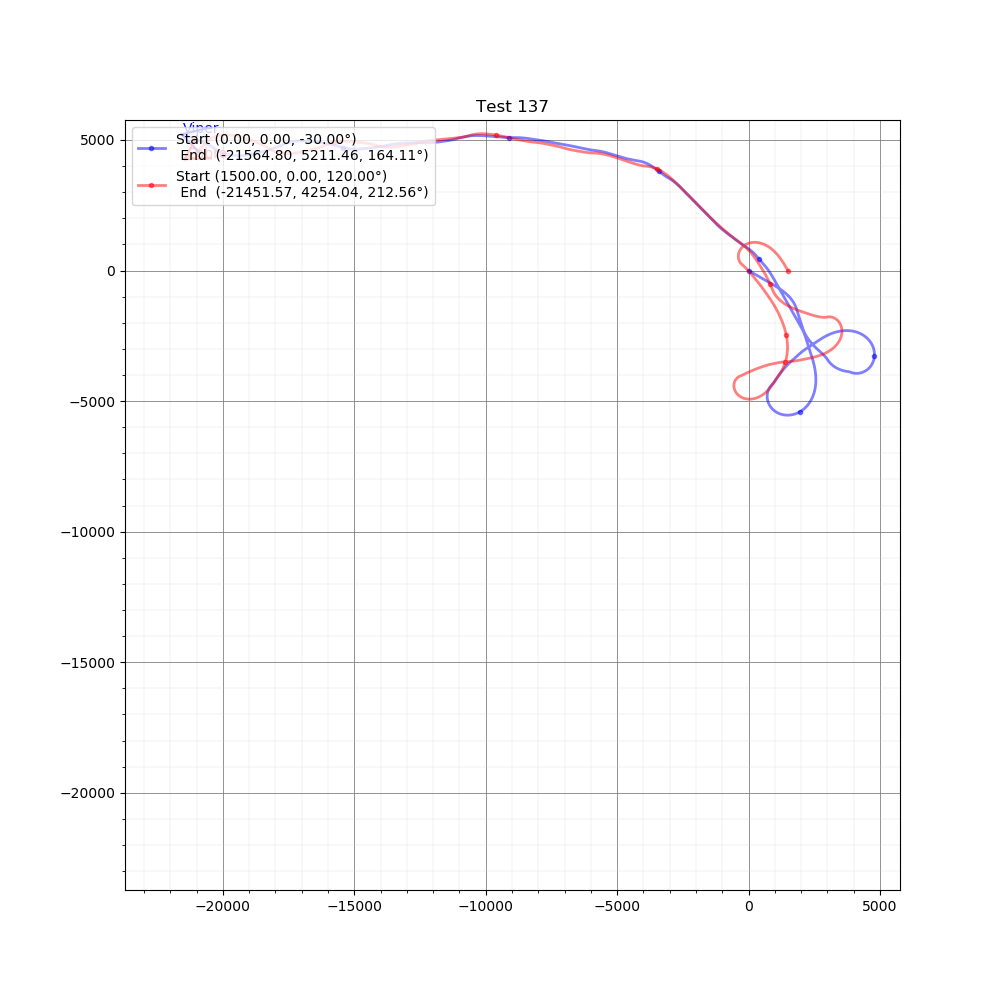 Test 137
Viper
Start (0.00, 0.00, -30.00°)
End (-21564.80, 5211.46, 164.11°)
Start (1500.00, 0.00, 120.00°)
End (-21451.57, 4254.04, 212.56°)
5000
0
−5000
−10000
−15000
−20000
−20000
−15000
−10000
−5000
0
5000